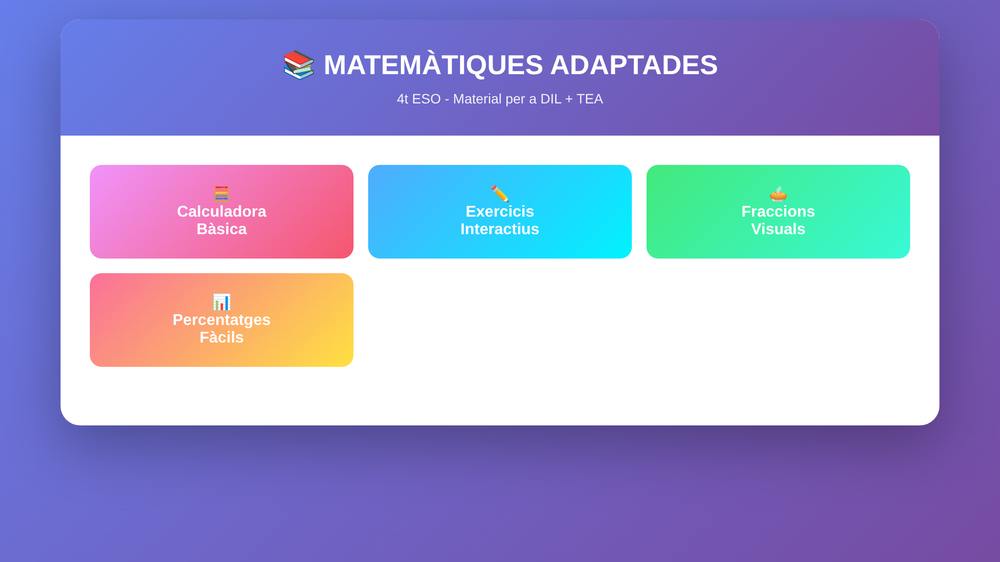 📚 MATEMÀTIQUES ADAPTADES
4t ESO - Material per a DIL + TEA
🧮
Calculadora
Bàsica
✏️
Exercicis
Interactius
🥧
Fraccions
Visuals
📊
Percentatges
Fàcils